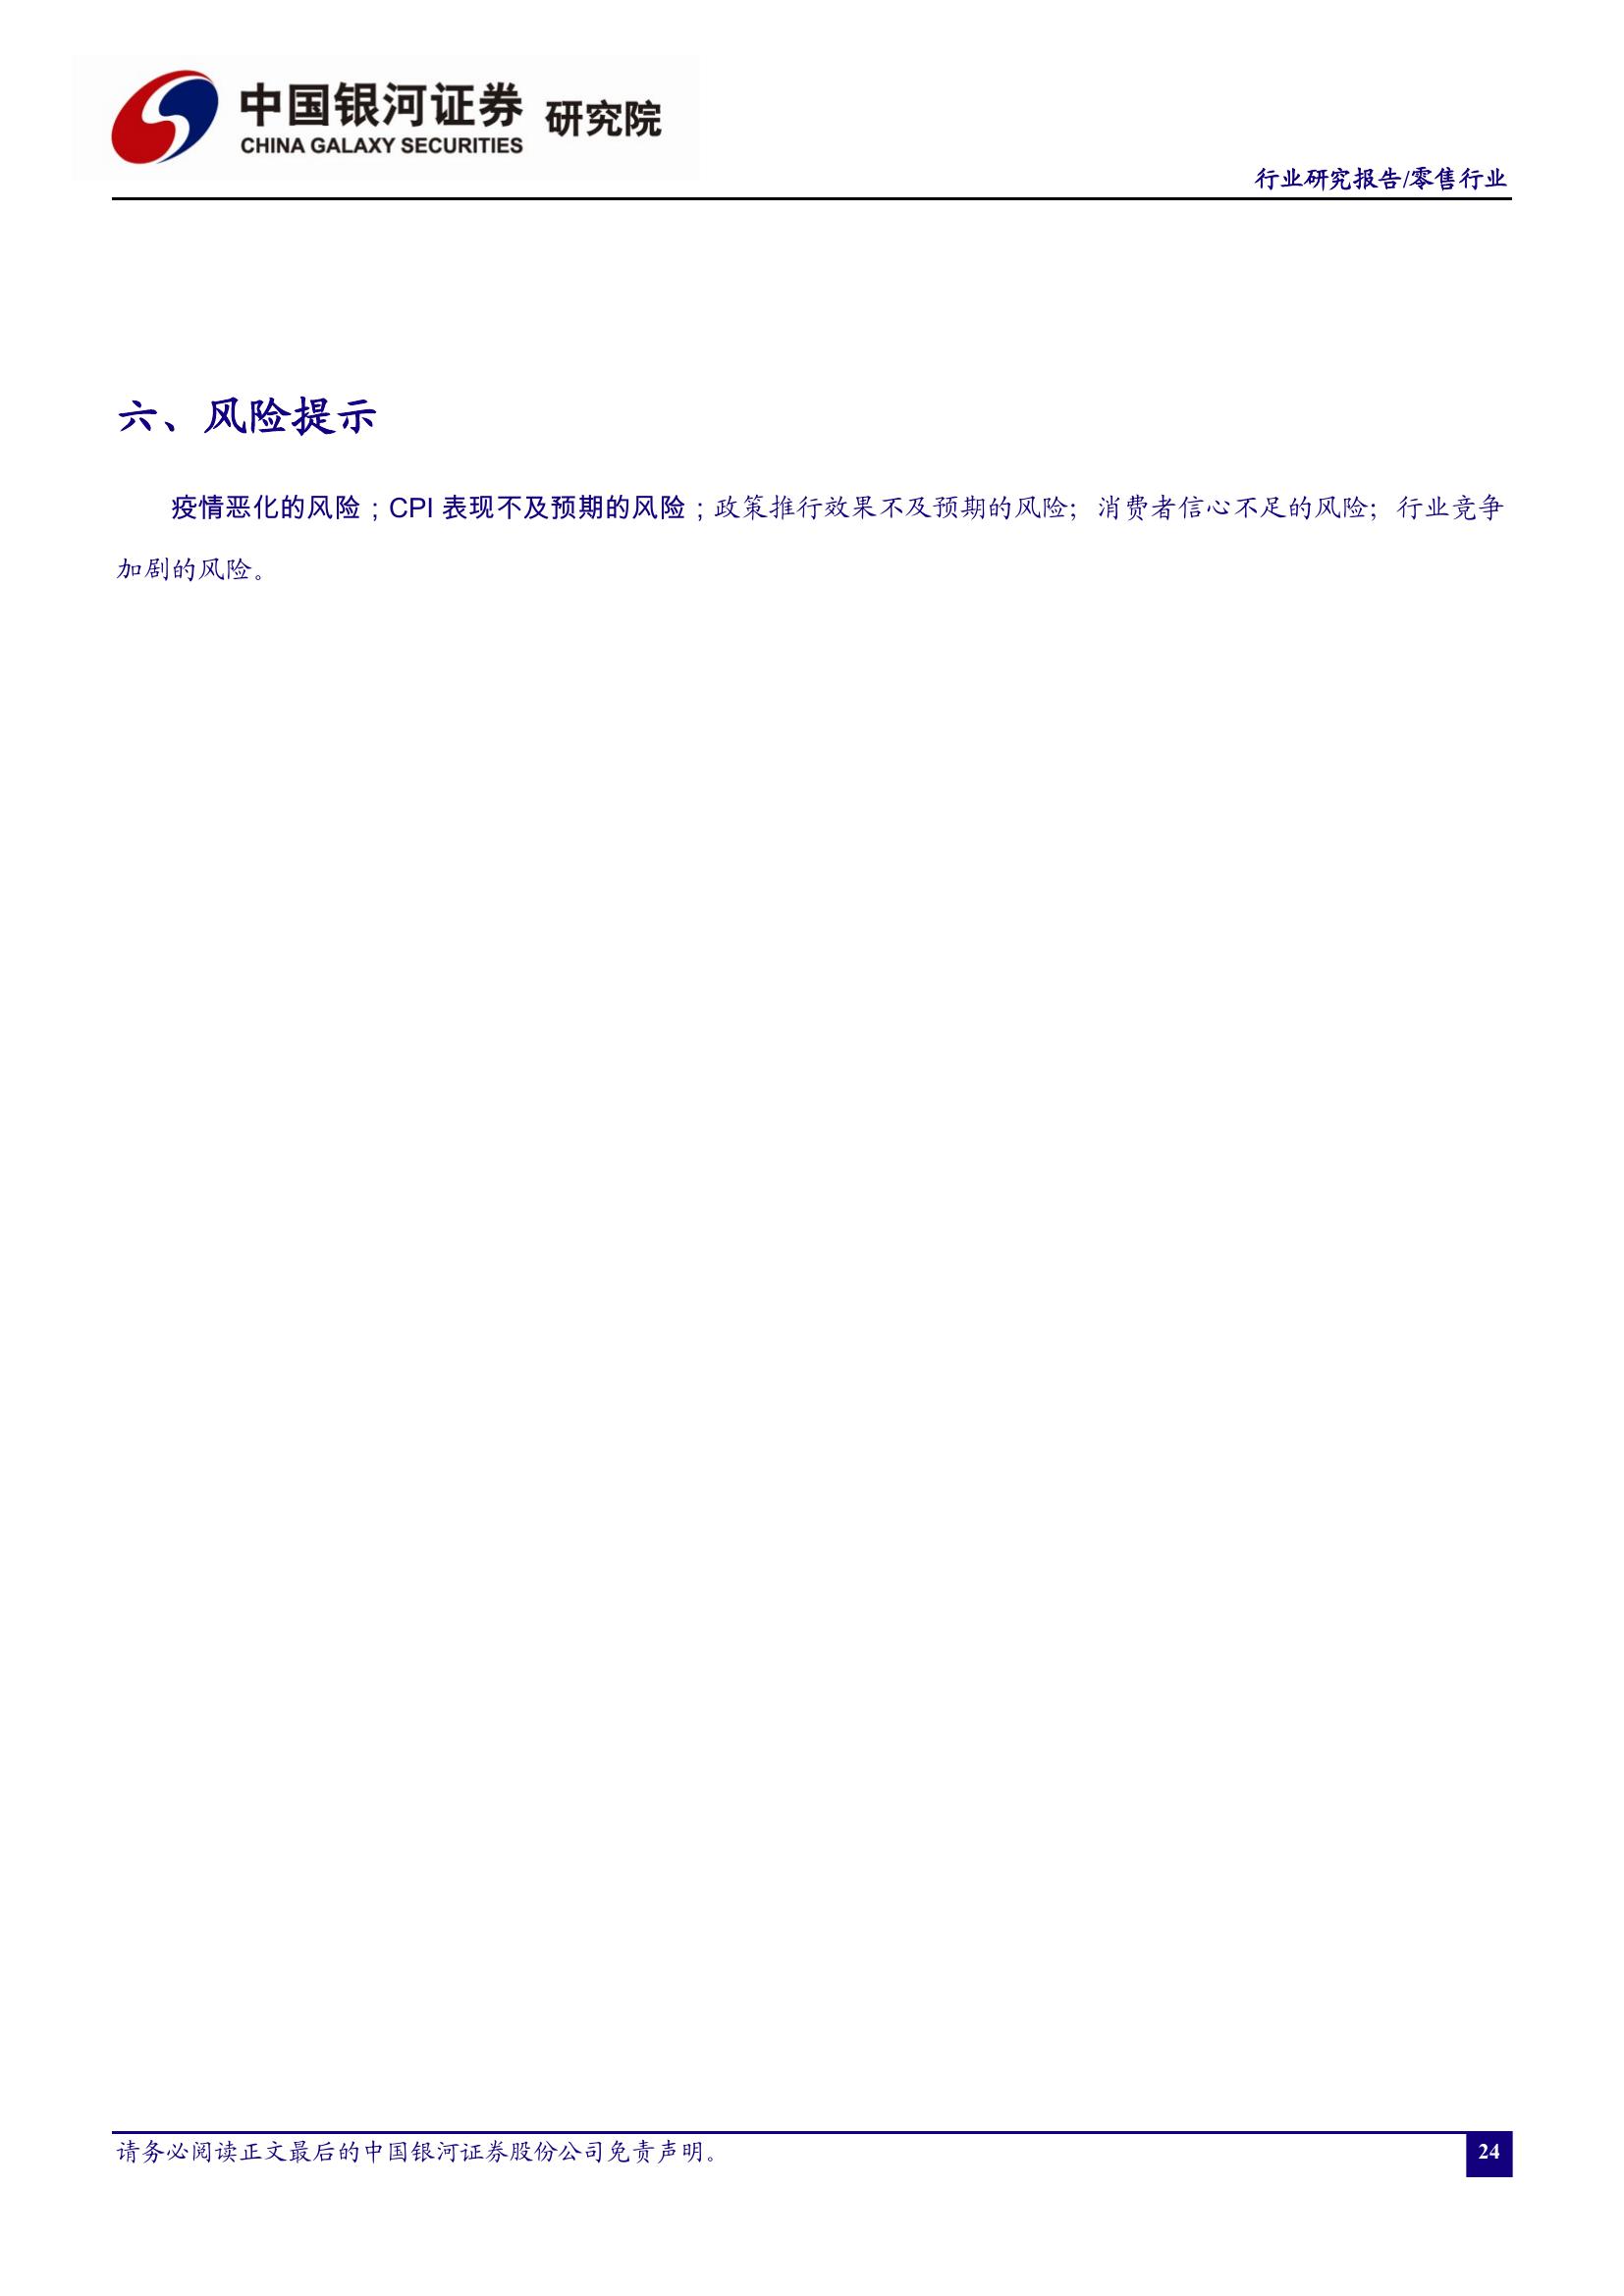 中国银河证券 研究院
CHINA GALAXY SECURITIES
行业研究报告/零售行业
六、风险提示
疫情恶化的风险；CPI 表现不及预期的风险；政策推行效果不及预期的风险；消费者信心不足的风险；行业竞争
加剧的风险。
请务必阅读正文最后的中国银河证券股份公司免责声明。
24